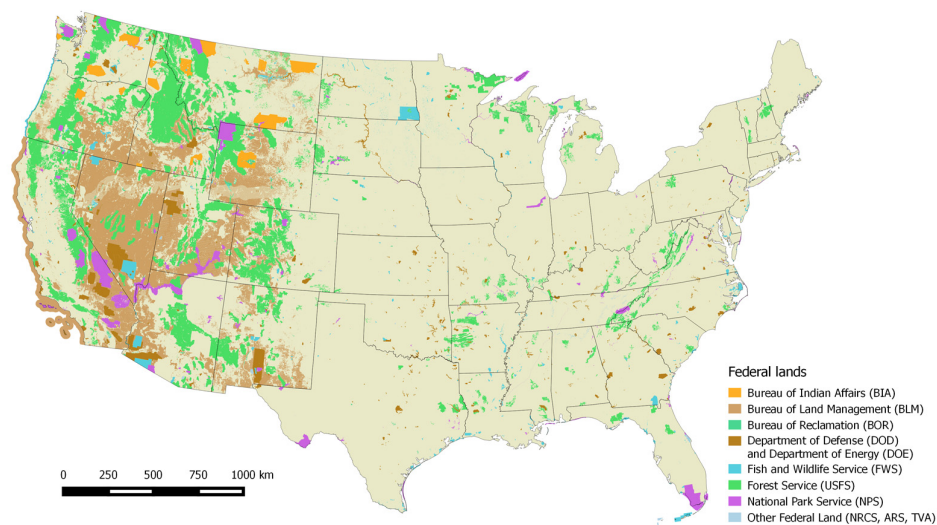 Federal lands
Bureau of Indian Affairs (BIA)
Bureau of Land Management (BLM)
Bureau of Reclamation (BOR)
Department of Defense (DOD)
and Department of Energy (DOE)
Fish and Wildlife Service (FWS)
Forest Service (USFS)
National Park Service (NPS)
Other Federal Land (NRCS, ARS, TVA)
0 250 500 750 1000 km